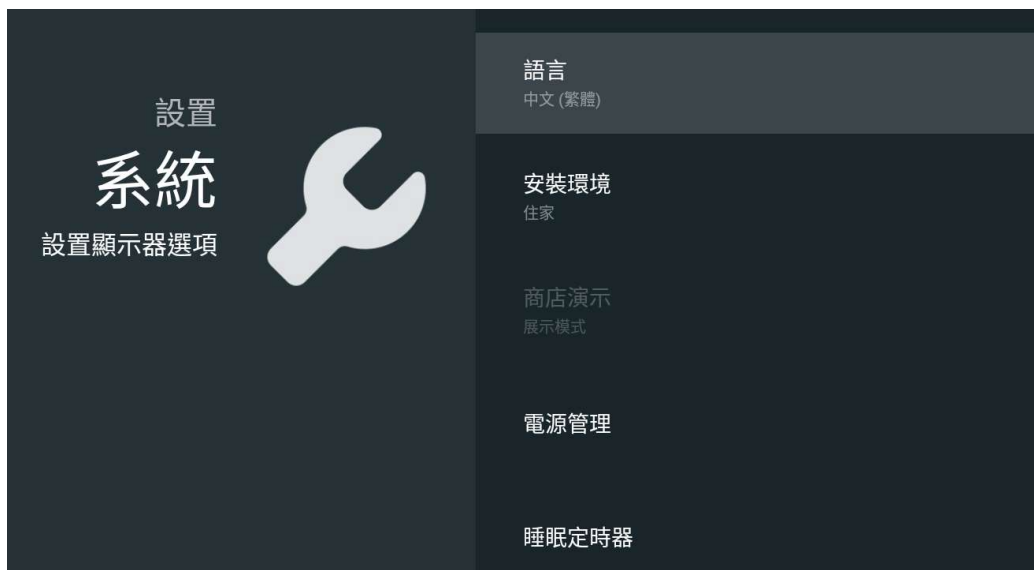 設置
系統
設置顯示器選項
語言
中文 (繁體)
安裝環境
住家
商店演示
展示模式
電源管理
睡眠定時器